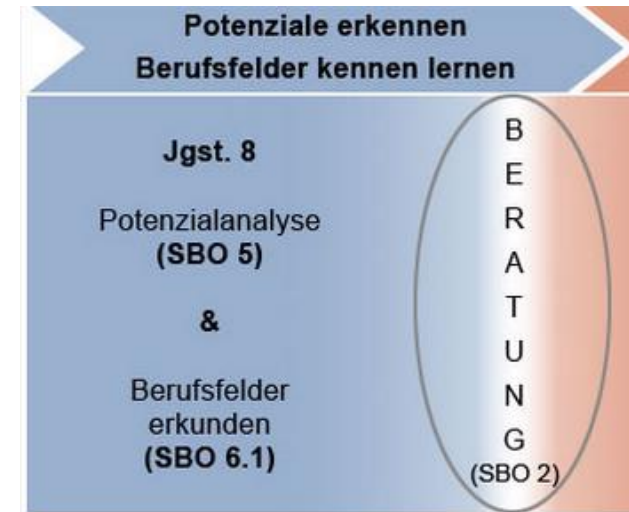 Potenziale erkennen
Berufsfelder kennen lernen
Jgst. 8
Potenzialanalyse
(SBO 5)
&
Berufsfelder
erkunden
(SBO 6.1)
B
E
R
A
T
U
N
G
(SBO 2)